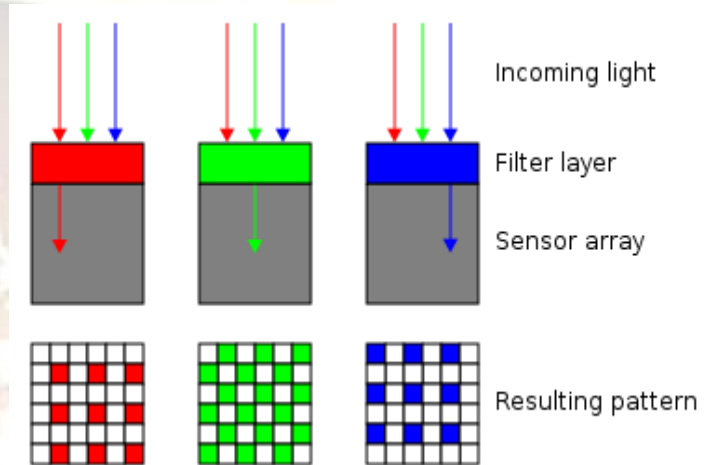 Incoming light
Filter layer
Sensor array
Resulting pattern